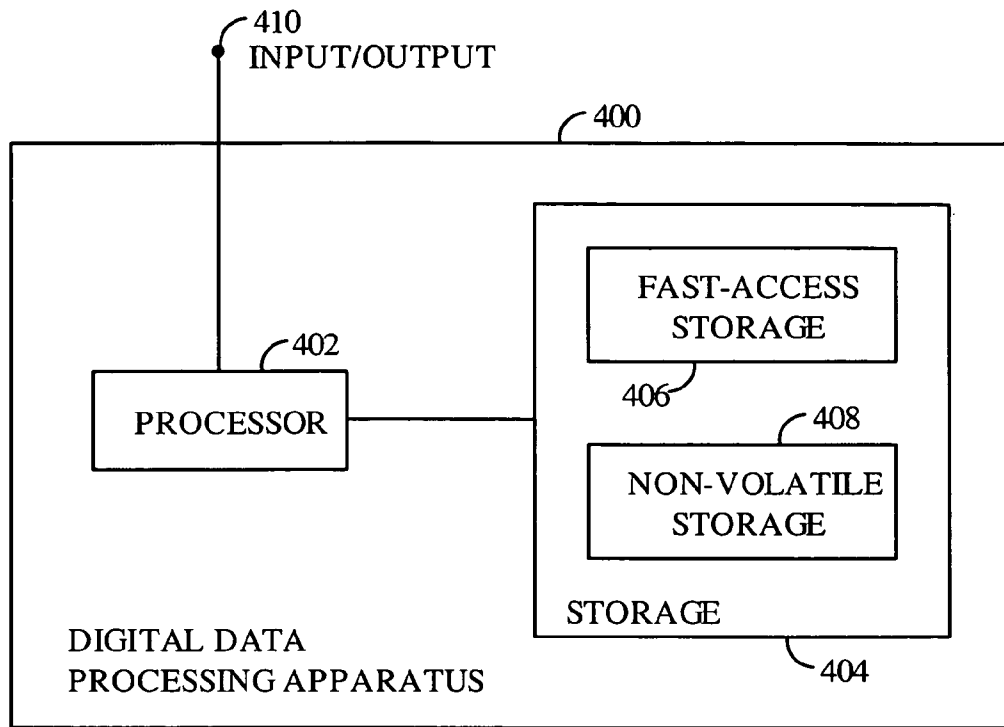 410
INPUT/OUTPUT
400
FAST-ACCESS
STORAGE
402
406
PROCESSOR
408
NON-VOLATILE
STORAGE
STORAGE
DIGITAL DATA
PROCESSING APPARATUS
404